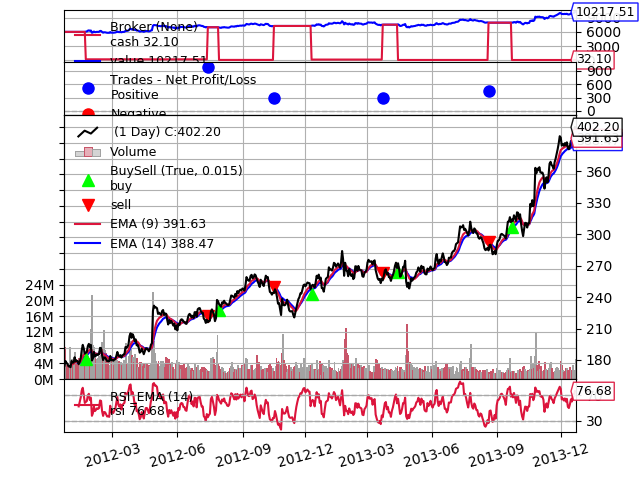 Broker (None)
cash 32.10
value 10217.51
10217.51
6000
3000
32.10
Trades - Net Profit/Loss
Positive
Negative
900
600
300
0
(1 Day) C:402.20
Volume
BuySell (True, 0.015)
buy
sell
EMA (9) 391.63
EMA (14) 388.47
402.20
391.63
360
330
300
270
240
210
180
24M
20M
16M
12M
8M
4M
0M
RSI_EMA (14)
rsi 76.68
76.68
30
2012-03
2012-06
2012-09
2012-12
2013-03
2013-06
2013-09
2013-12